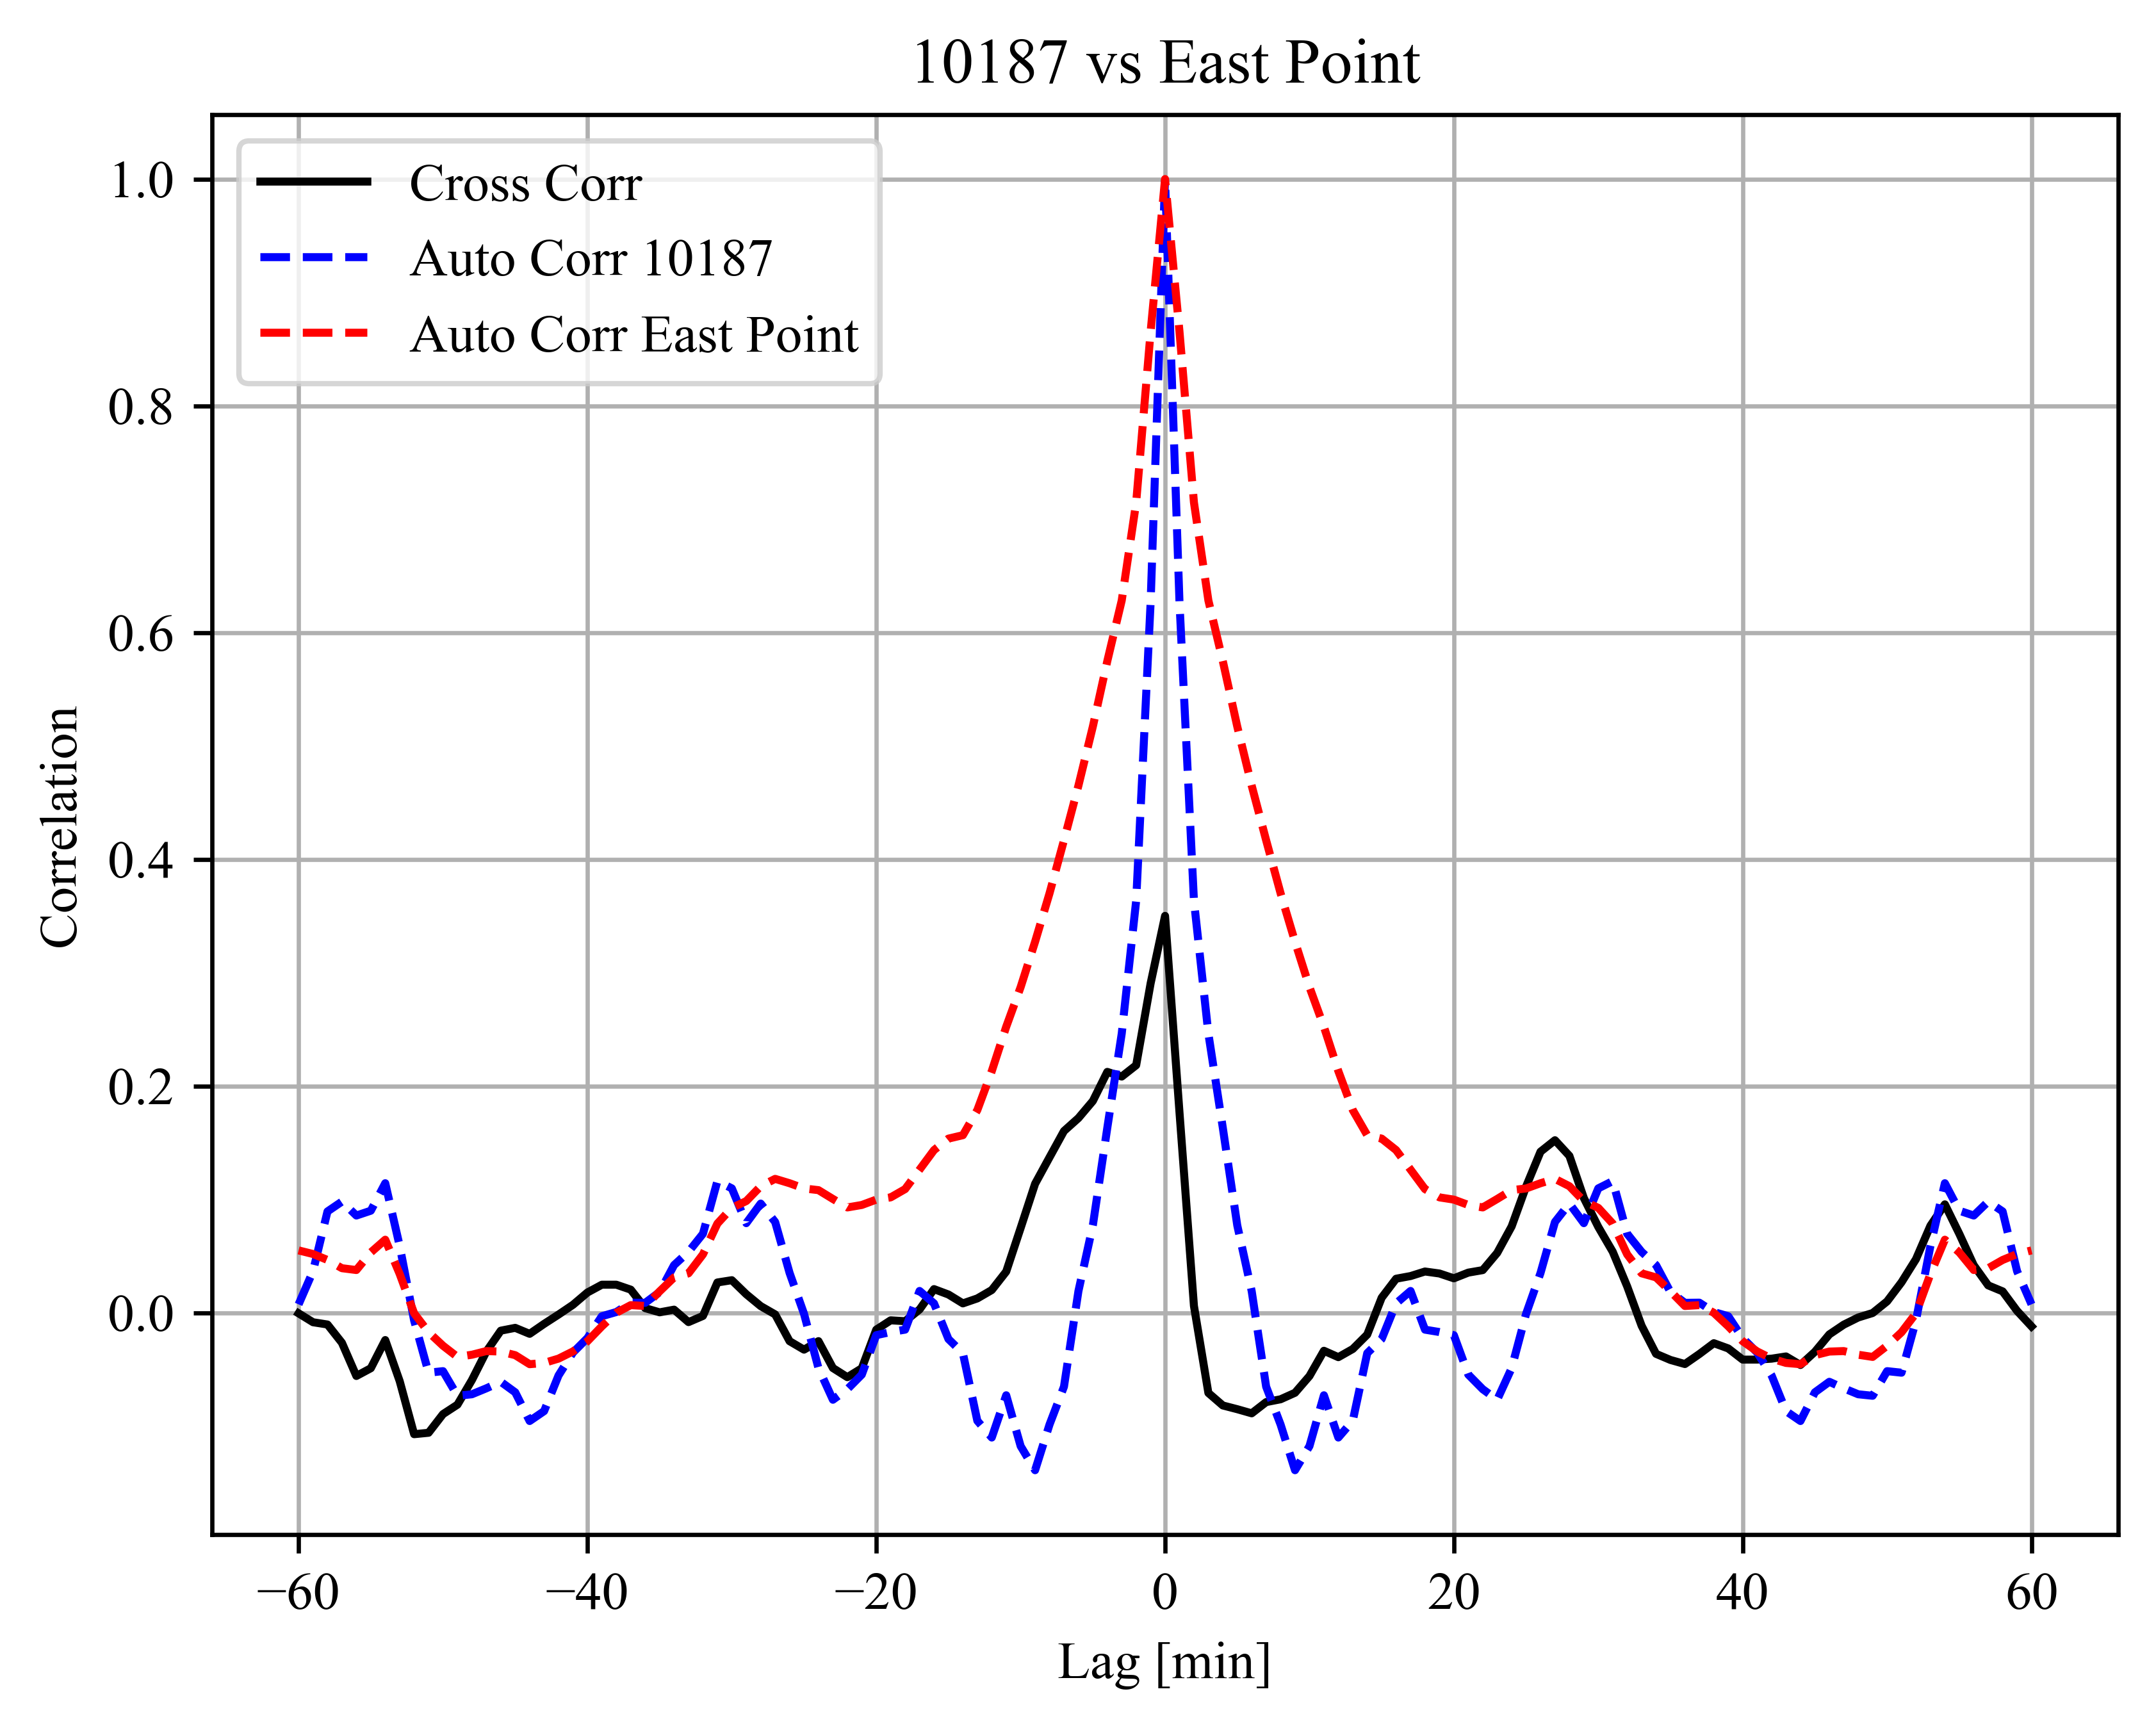 10187 vs East Point
Cross Corr
Auto Corr 10187
Auto Corr East Point
1.0
0.8
0.6
0.4
0.2
0.0
Correlation
−60
−40
−20
0
20
40
60
Lag [min]